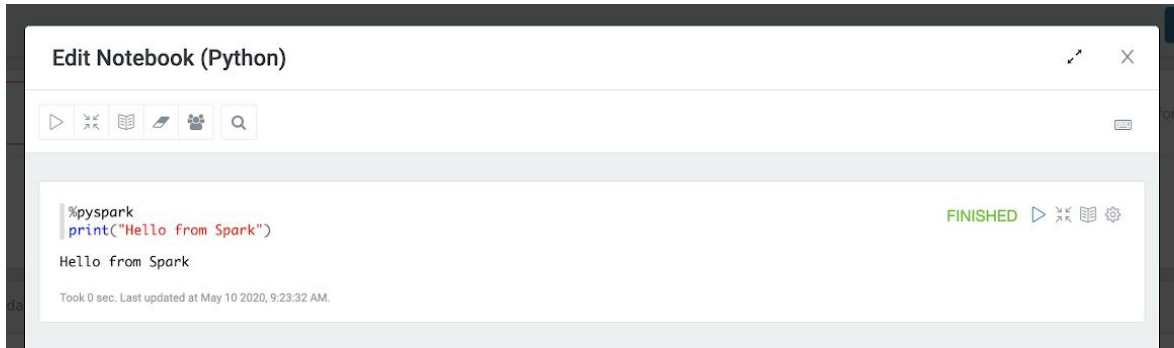 Edit Notebook (Python)
%pyspark
print("Hello from Spark")
FINISHED
Hello from Spark
Took 0 sec. Last updated at May 10 2020, 9:23:32 AM.